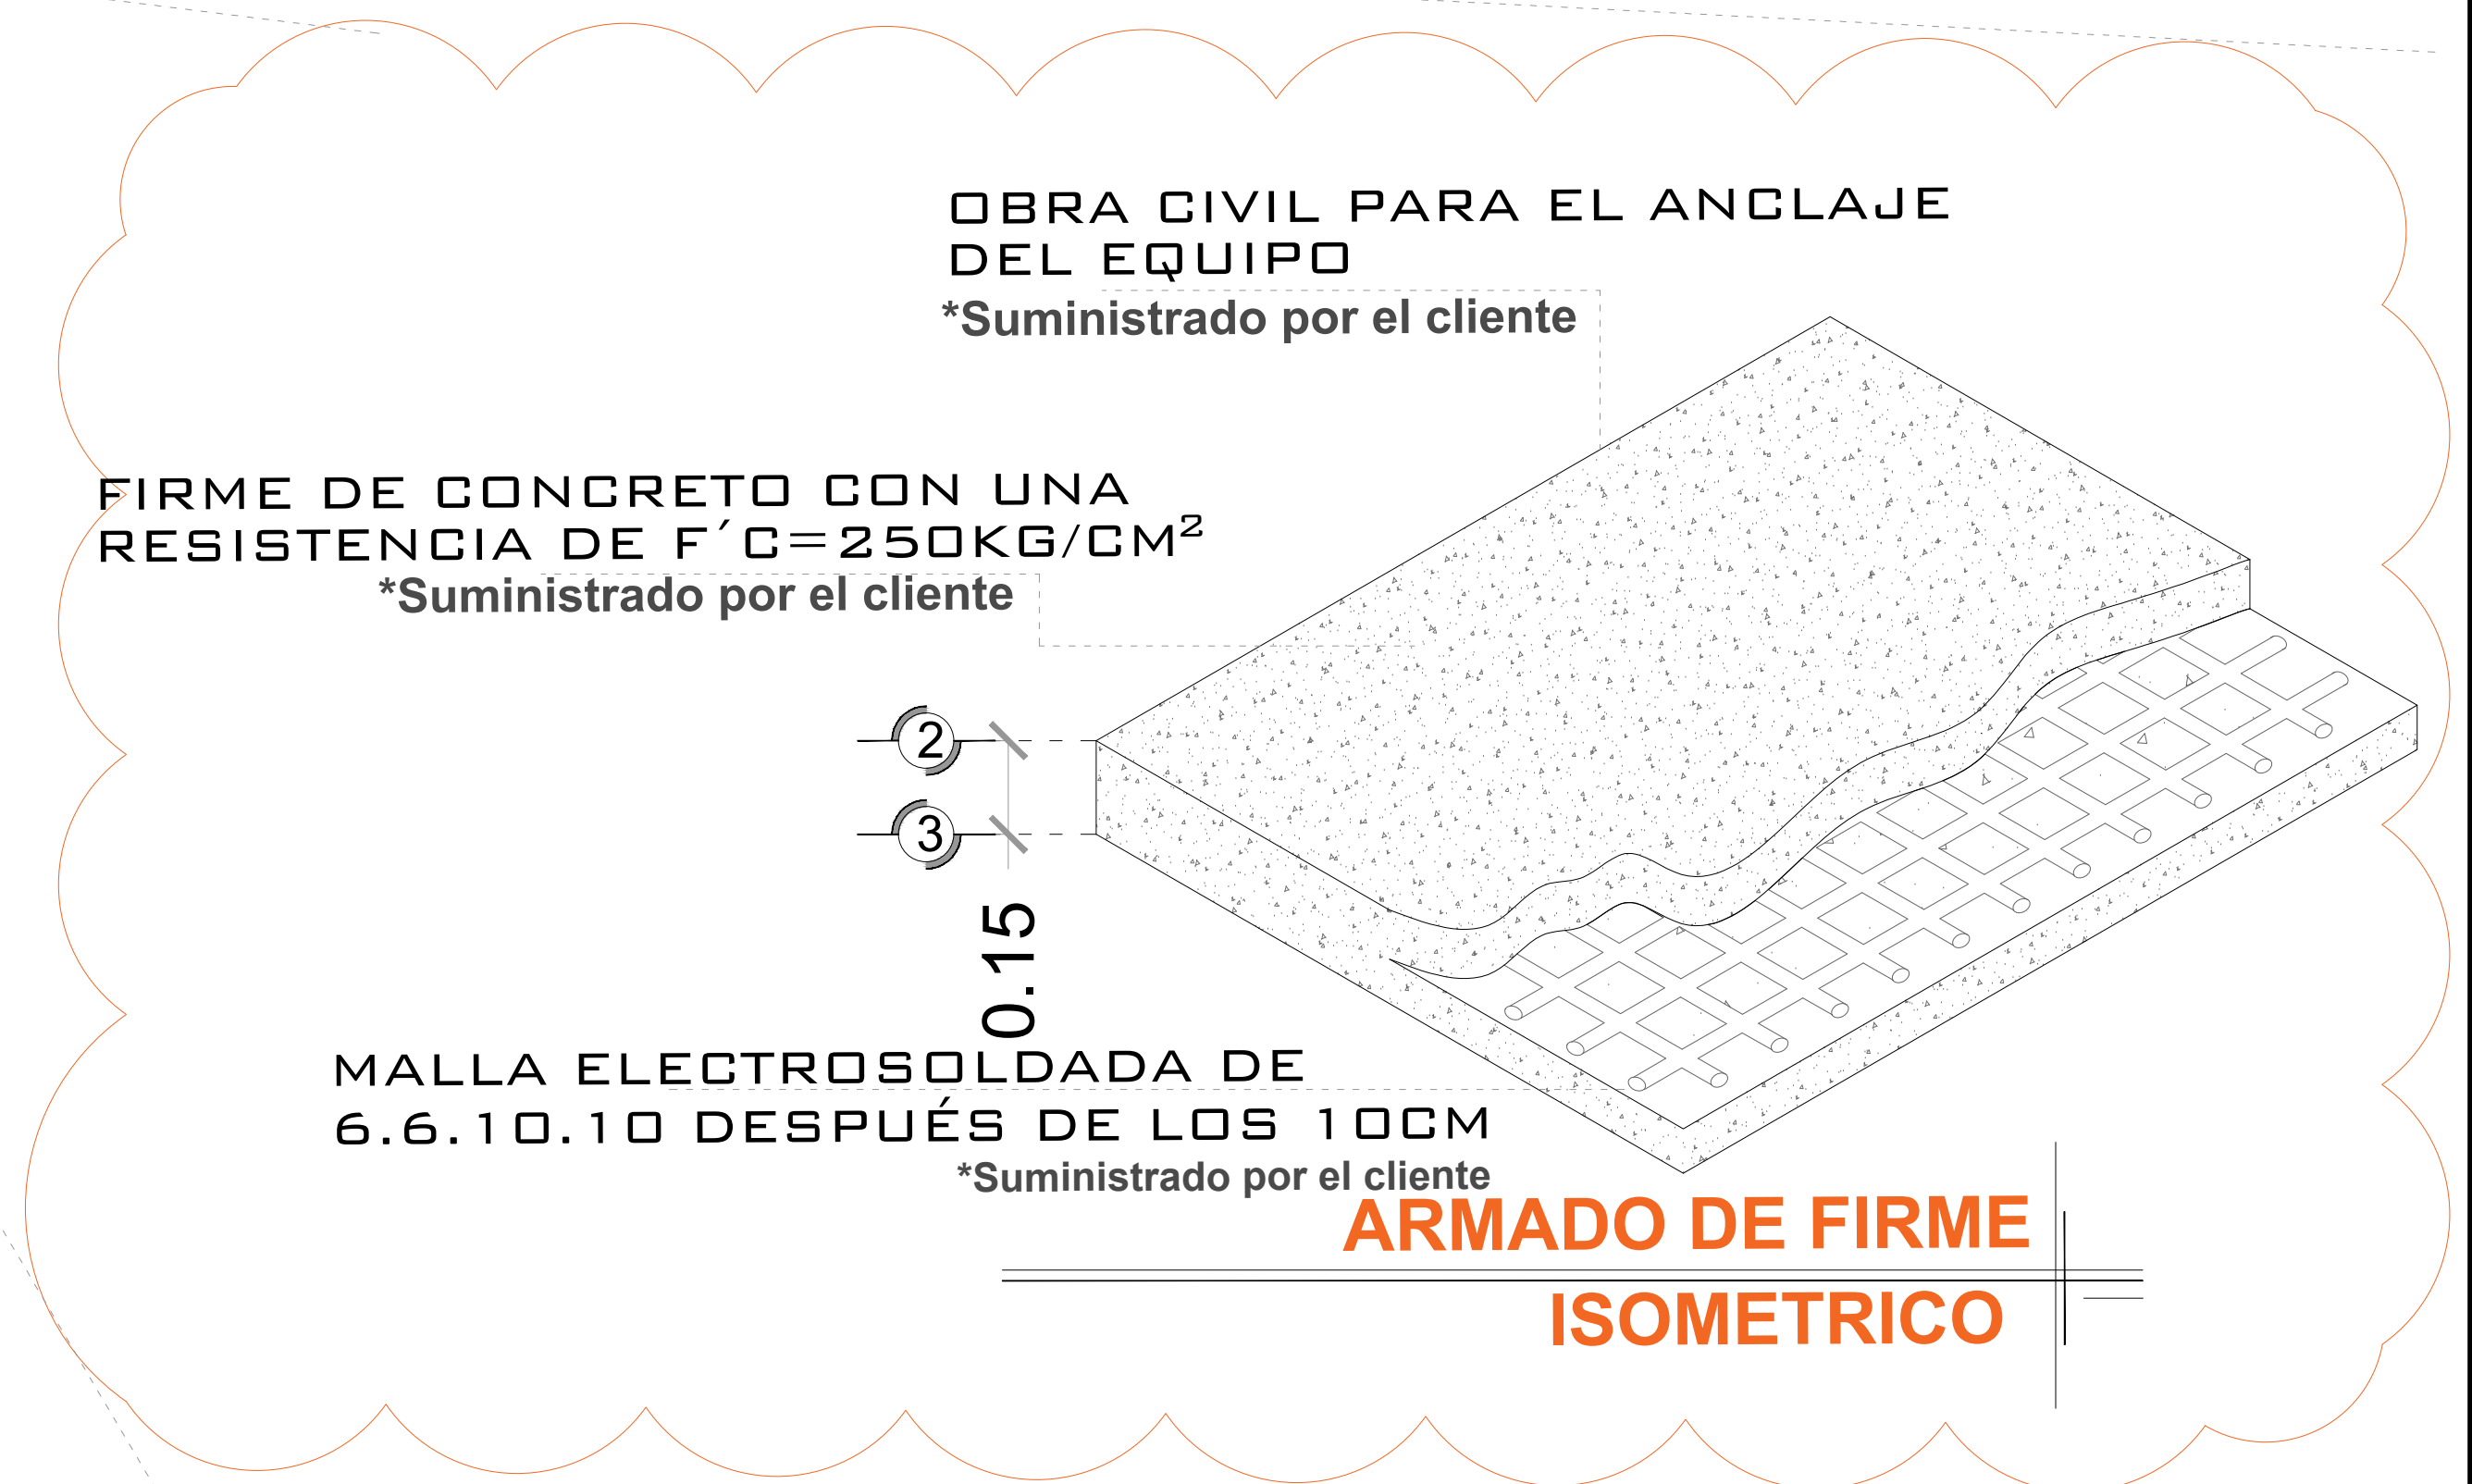 OBRA CIVIL PARA EL ANCLAJE
DEL EQUIPO
*Suministrado por el cliente
FIRME DE CONCRETO CON UNA
RESISTENCIA DE F´C=250KG/CM²
*Suministrado por el cliente
2
3
0.15
MALLA ELECTROSOLDADA DE
6.6.10.10 DESPUÉS DE LOS 10CM
*Suministrado por el cliente
ARMADO DE FIRME
ISOMETRICO